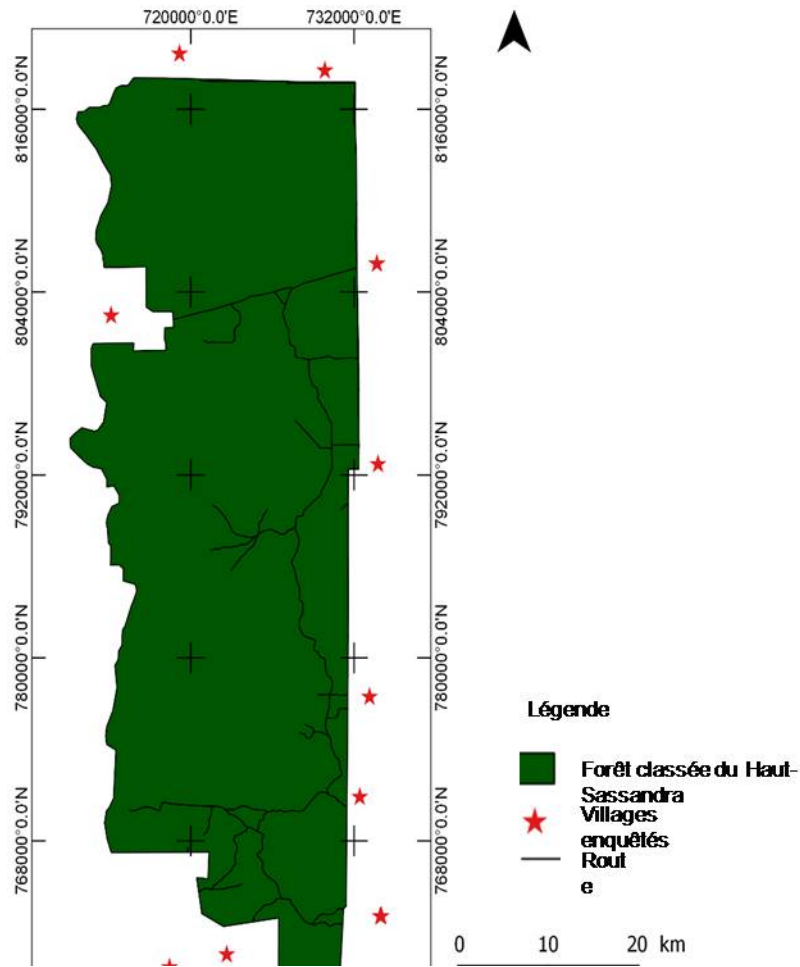 720000°0.0'E 732000°0.0'E
816000°0.0'N 816000°0.0'N
804000°0.0'N 804000°0.0'N
792000°0.0'N 792000°0.0'N
780000°0.0'N 780000°0.0'N
768000°0.0'N 768000°0.0'N
Légende
Forêt classée du Haut-
Sassandra
Villages
enquêtés
Rout
e
0 10 20 km